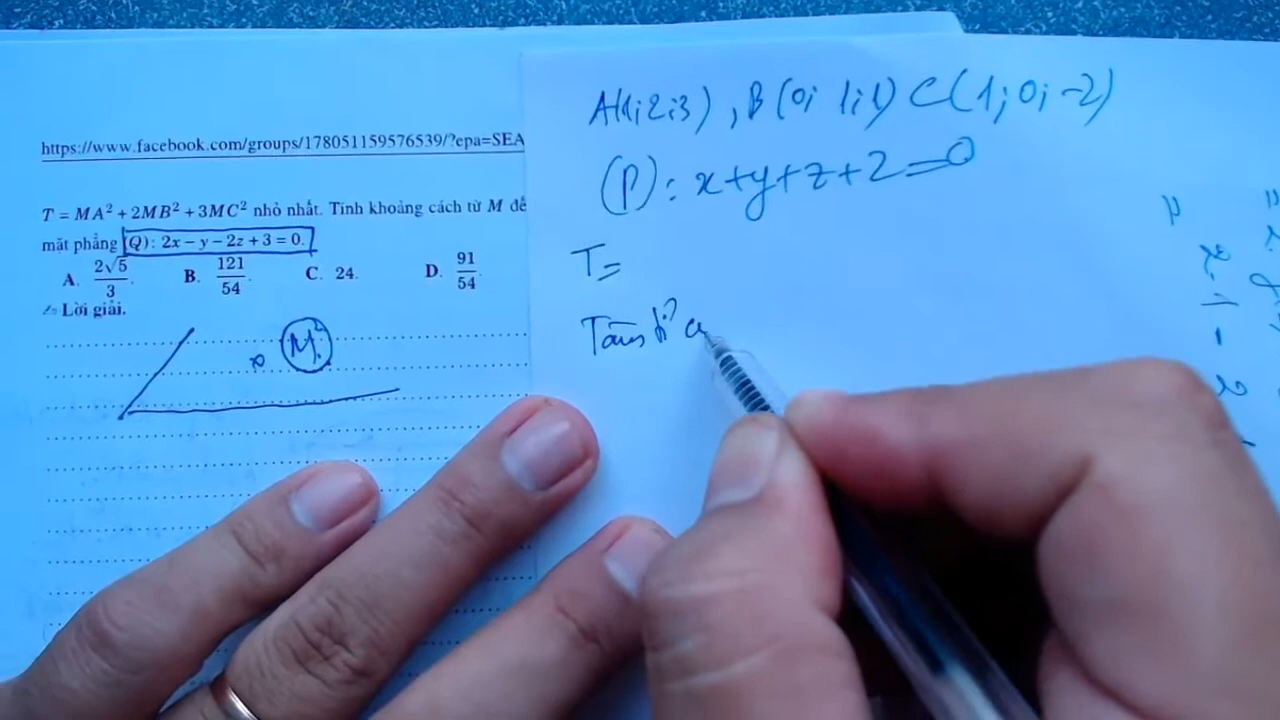 https://www.facebook.com/groups/178051159576539/?epa=SEA
T = MA² + 2MB² + 3MC² nhỏ nhất. Tính khoảng cách từ M đế
mặt phẳng (Q): 2x − y − 2z + 3 = 0.
A. 2√5/3. B. 121/54. C. 24. D. 91/54.
Lời giải.
M
A(1;2;3), B(0; 1;1) C(1; 0; -2)
(P): x+y+z+2=0
T=
Tâm tỉ c